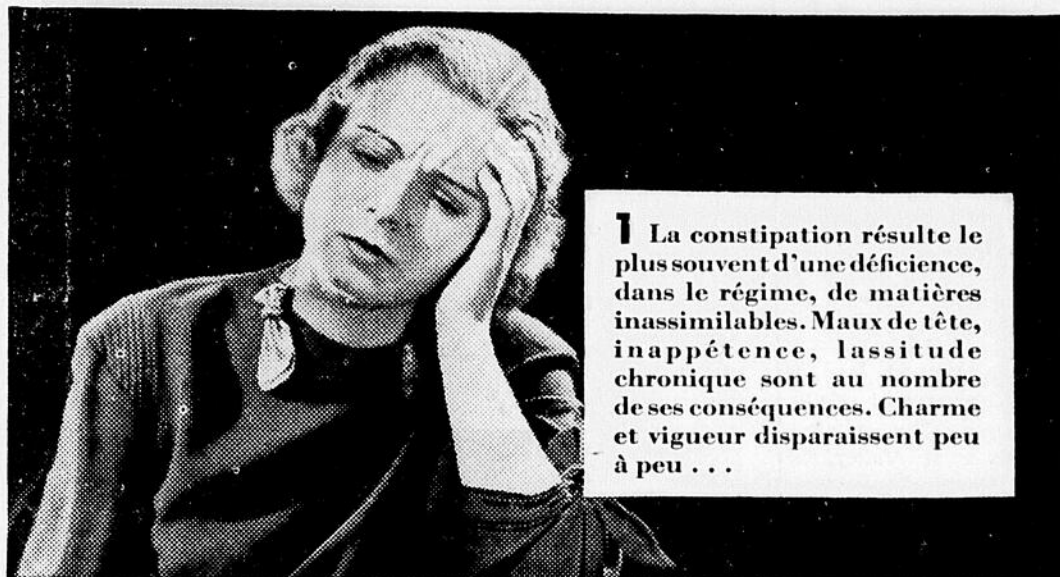 1 La constipation résulte le
plus souvent d'une déficience,
dans le régime, de matières
inassimilables. Maux de tête,
inappétence, lassitude
chronique sont au nombre
de ses conséquences. Charme
et vigueur disparaissent peu
à peu . . .